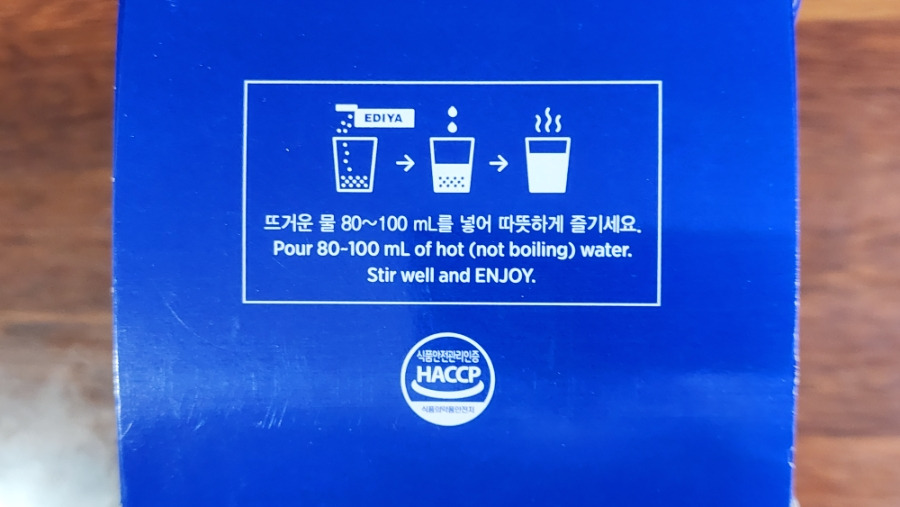 EDIYA
뜨거운 물 80~100 mL를 넣어 따뜻하게 즐기세요.
Pour 80-100 mL of hot (not boiling) water.
Stir well and ENJOY.
식품안전관리인증
HACCP
식품의약품안전처